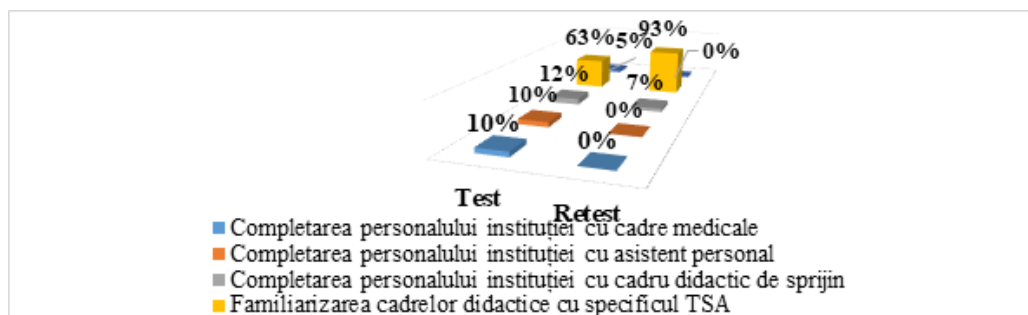 63% 5% 93% 0%
12% 7%
10% 0%
10% 0%
Test Retest
Completarea personalului instituției cu cadre medicale
Completarea personalului instituției cu asistent personal
Completarea personalului instituției cu cadru didactic de sprijin
Familiarizarea cadrelor didactice cu specificul TSA